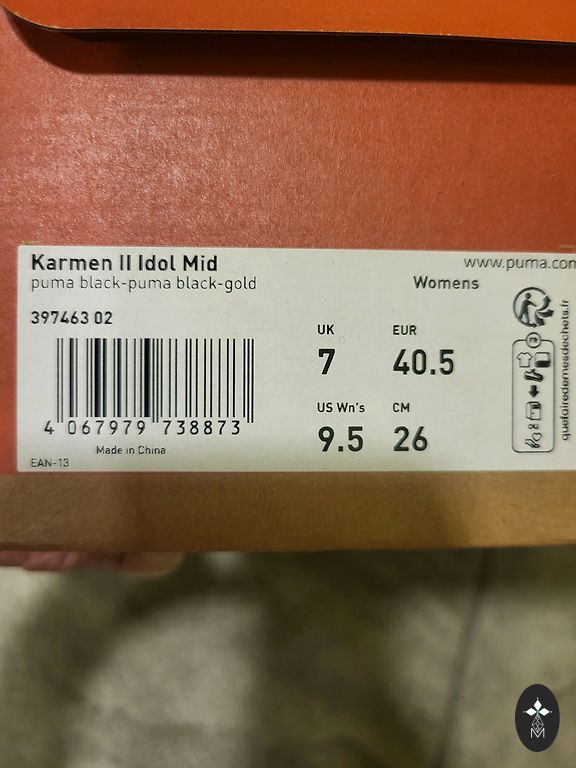 Karmen II Idol Mid
puma black-puma black-gold
www.puma.com
Womens
397463 02
UK
7
EUR
40.5
US Wn's
9.5
CM
26
4 067979 738873
Made in China
EAN-13
FR
quefairedemesdechets.fr
M